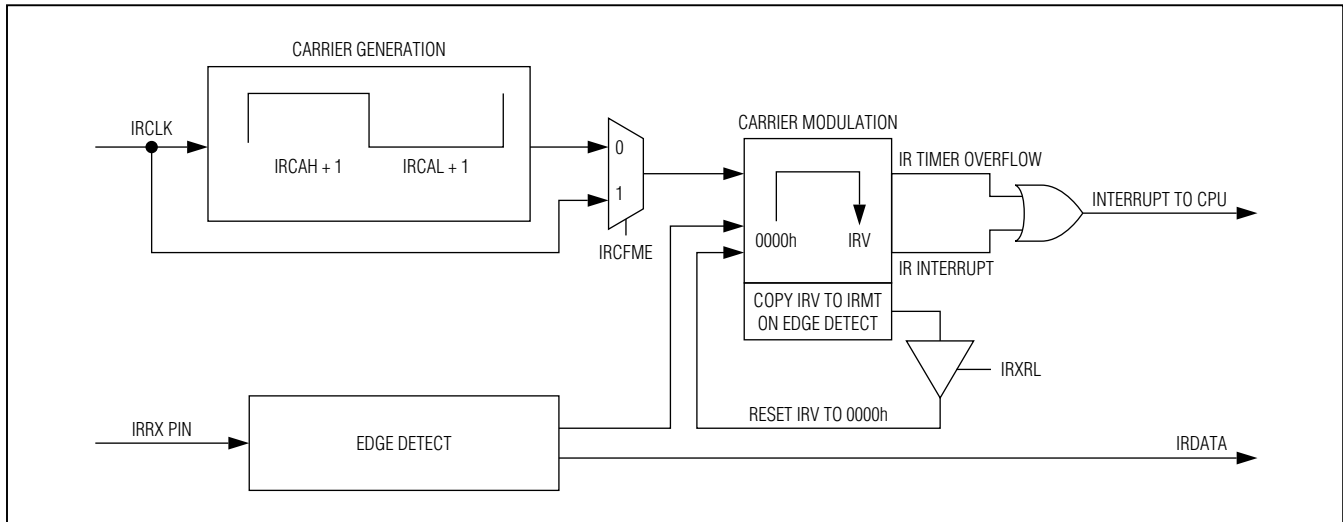 CARRIER GENERATION
IRCLK
IRCAH + 1
IRCAL + 1
0
1
IRCFME
CARRIER MODULATION
0000h
IRV
COPY IRV TO IRMT
ON EDGE DETECT
IR TIMER OVERFLOW
IR INTERRUPT
INTERRUPT TO CPU
IRXRL
RESET IRV TO 0000h
IRRX PIN
EDGE DETECT
IRDATA